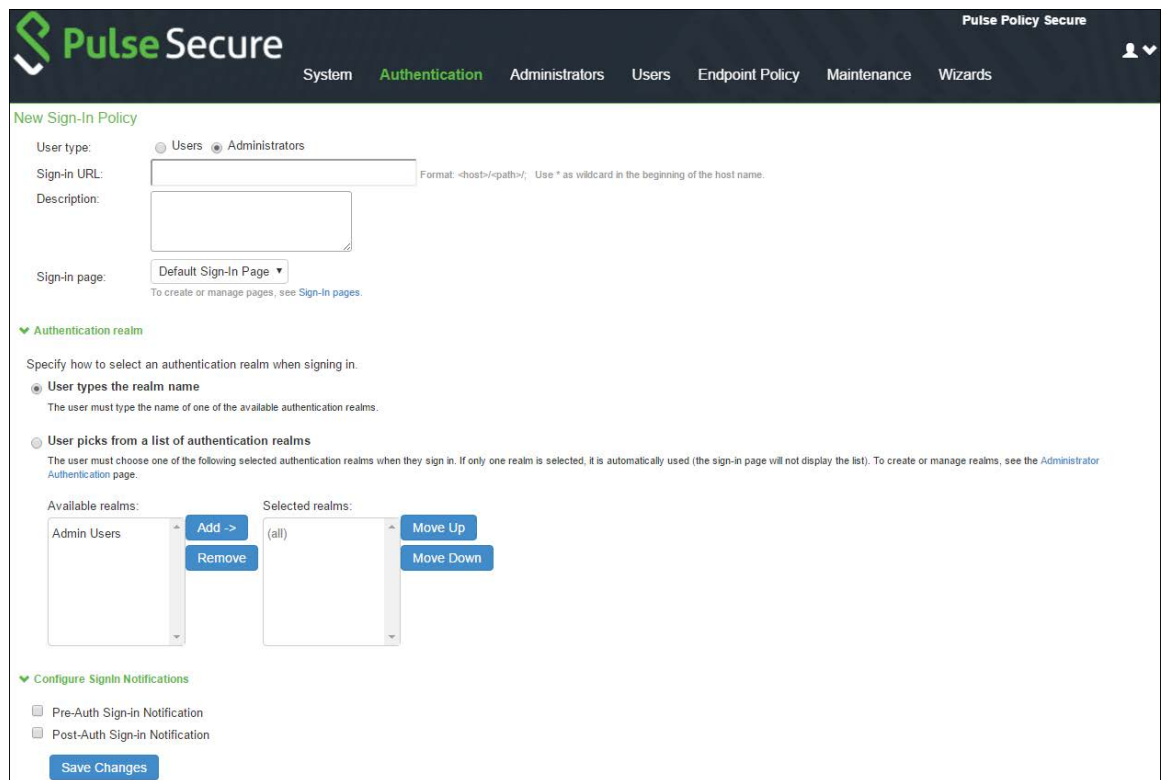 Pulse Policy Secure
Pulse Secure
System Authentication Administrators Users Endpoint Policy Maintenance Wizards
New Sign-In Policy
User type: Users Administrators
Sign-in URL: Format: <host>/<path>/; Use * as wildcard in the beginning of the host name.
Description:
Sign-in page: Default Sign-In Page
To create or manage pages, see Sign-In pages.
Authentication realm
Specify how to select an authentication realm when signing in.
User types the realm name
The user must type the name of one of the available authentication realms.
User picks from a list of authentication realms
The user must choose one of the following selected authentication realms when they sign in. If only one realm is selected, it is automatically used (the sign-in page will not display the list). To create or manage realms, see the Administrator
Authentication page.
Available realms: Selected realms:
Admin Users Add -> (all) Move Up
Remove Move Down
Configure SignIn Notifications
Pre-Auth Sign-in Notification
Post-Auth Sign-in Notification
Save Changes